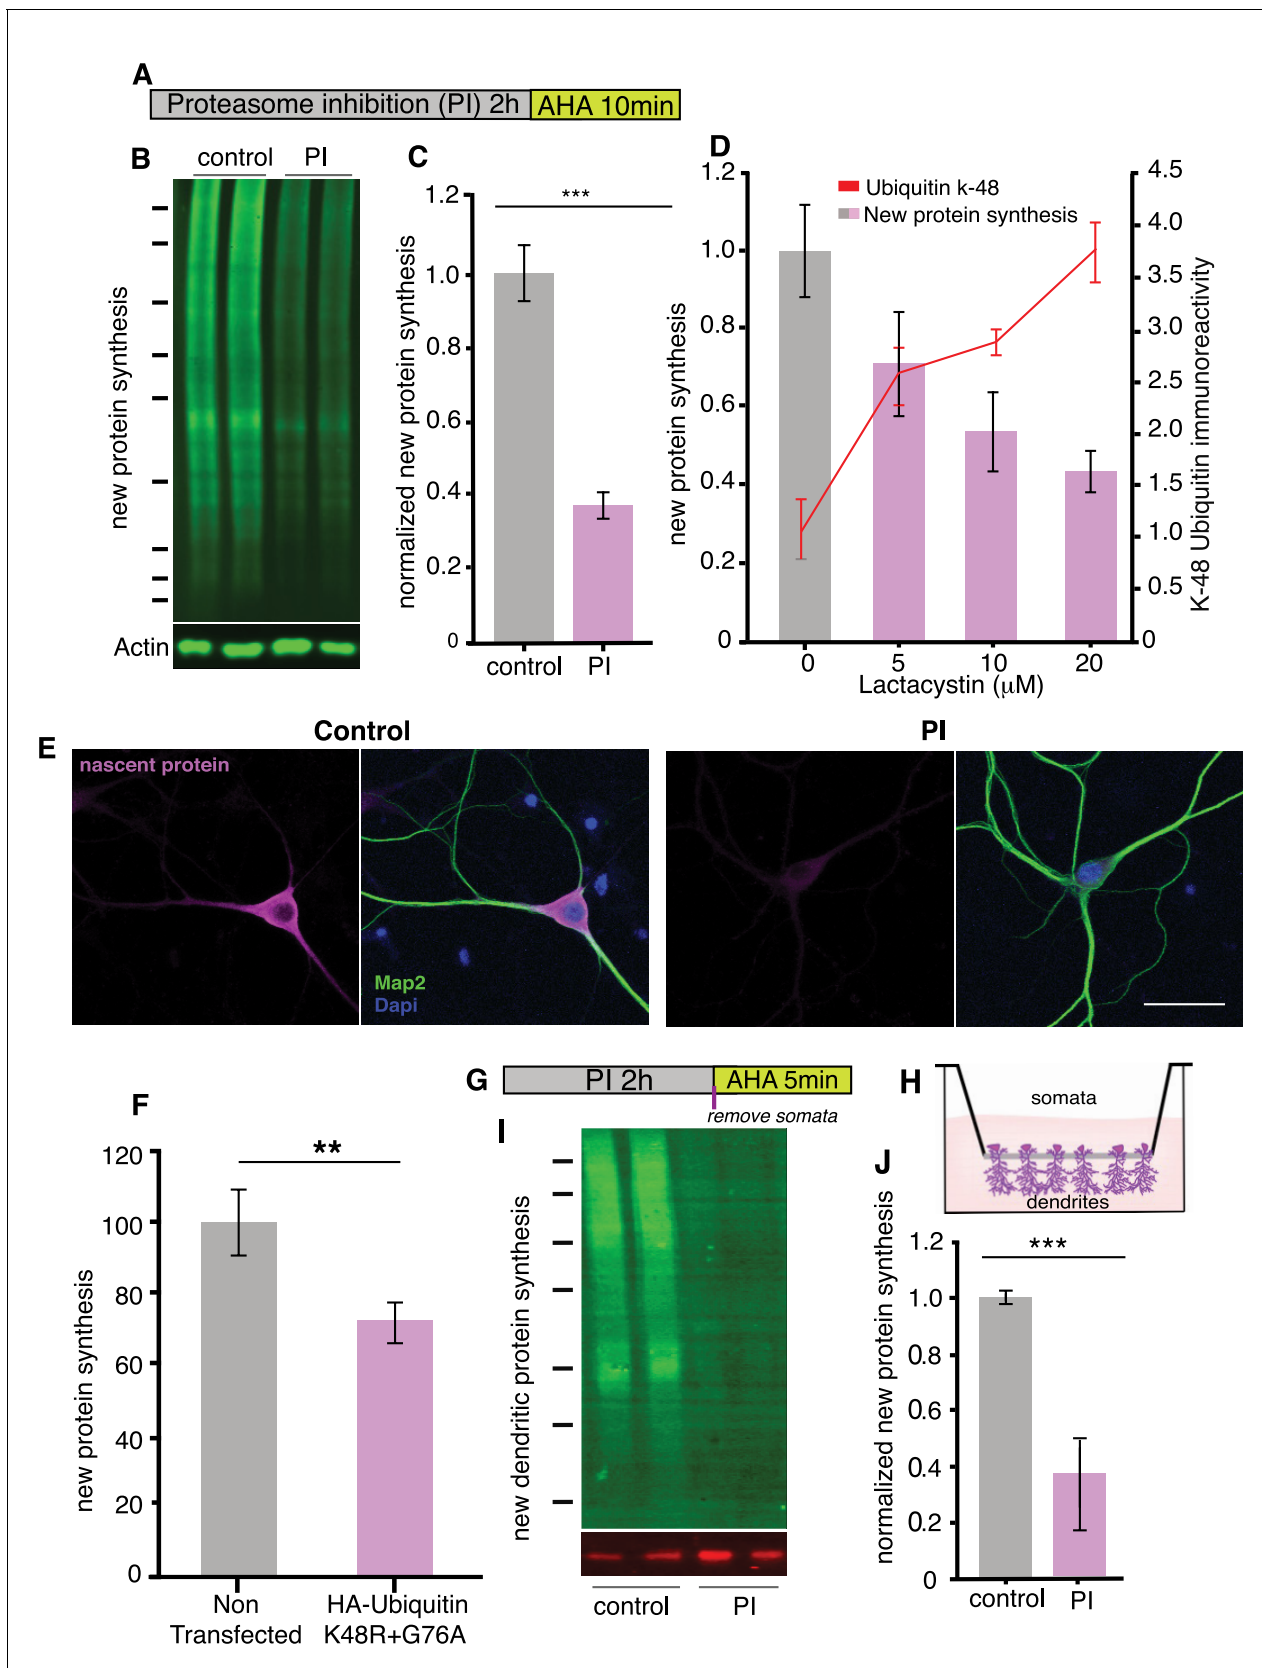 A
Proteasome inhibition (PI) 2h AHA 10min
B
control PI
new protein synthesis
Actin
C
1.2
1.0
0.8
0.6
0.4
0.2
0
normalized new protein synthesis
***
control PI
D
1.2
1.0
0.8
0.6
0.4
0.2
0
new protein synthesis
Ubiquitin k-48
New protein synthesis
4.5
4.0
3.5
3.0
2.5
2.0
1.5
1.0
0.5
0
K-48 Ubiquitin immunoreactivity
0 5 10 20
Lactacystin (μM)
E
Control
PI
nascent protein
Map2
Dapi
F
120
100
80
60
40
20
0
new protein synthesis
**
Non
Transfected
HA-Ubiquitin
K48R+G76A
G
PI 2h AHA 5min
remove somata
H
somata
dendrites
I
new dendritic protein synthesis
control PI
J
1.2
1.0
0.8
0.6
0.4
0.2
0
normalized new protein synthesis
***
control PI